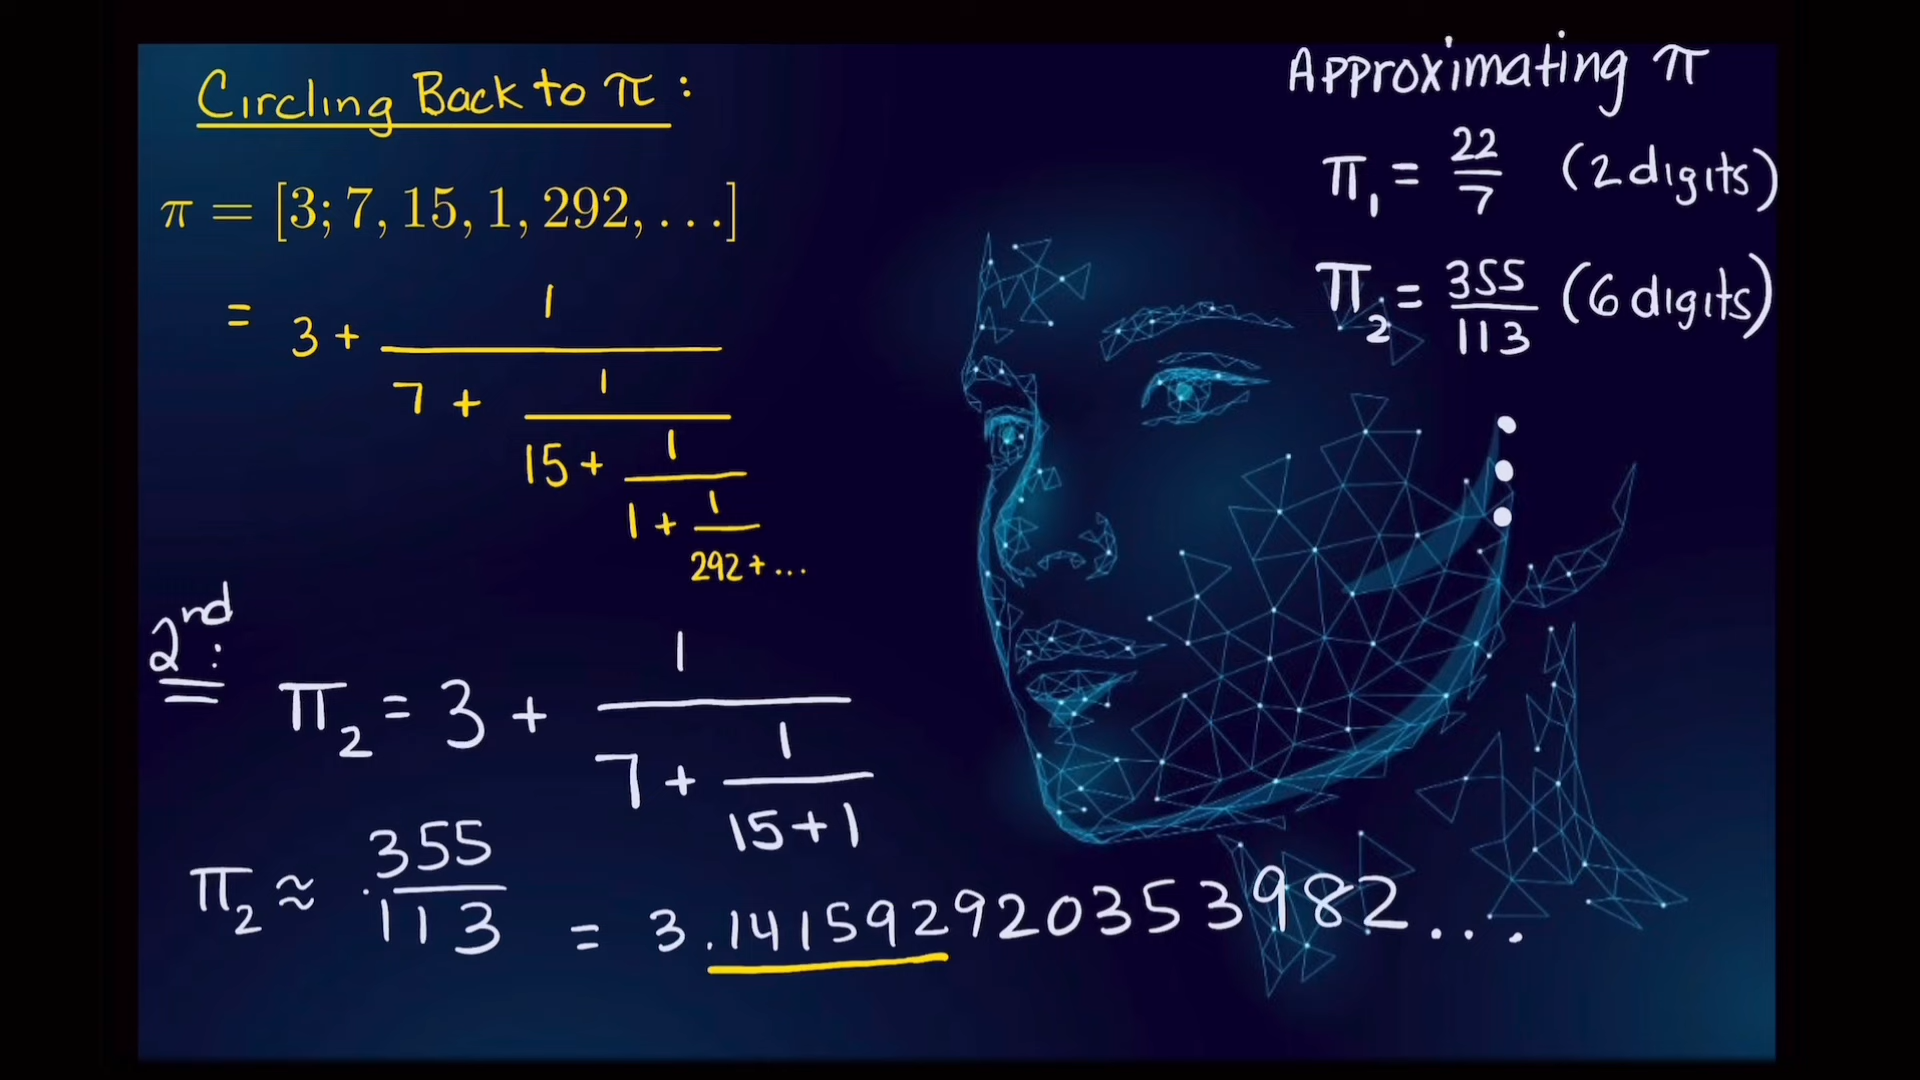 Circling Back to π :
π = [3; 7, 15, 1, 292, . . .]
= 3 + 1
7 + 1
15 + 1
1 + 1
292 + ...
2nd :
π2 = 3 + 1
7 + 1
15 + 1
π2 ≈ 355
113 = 3.141592920353982...
Approximating π
π1 = 22/7 (2 digits)
π2 = 355/113 (6 digits)